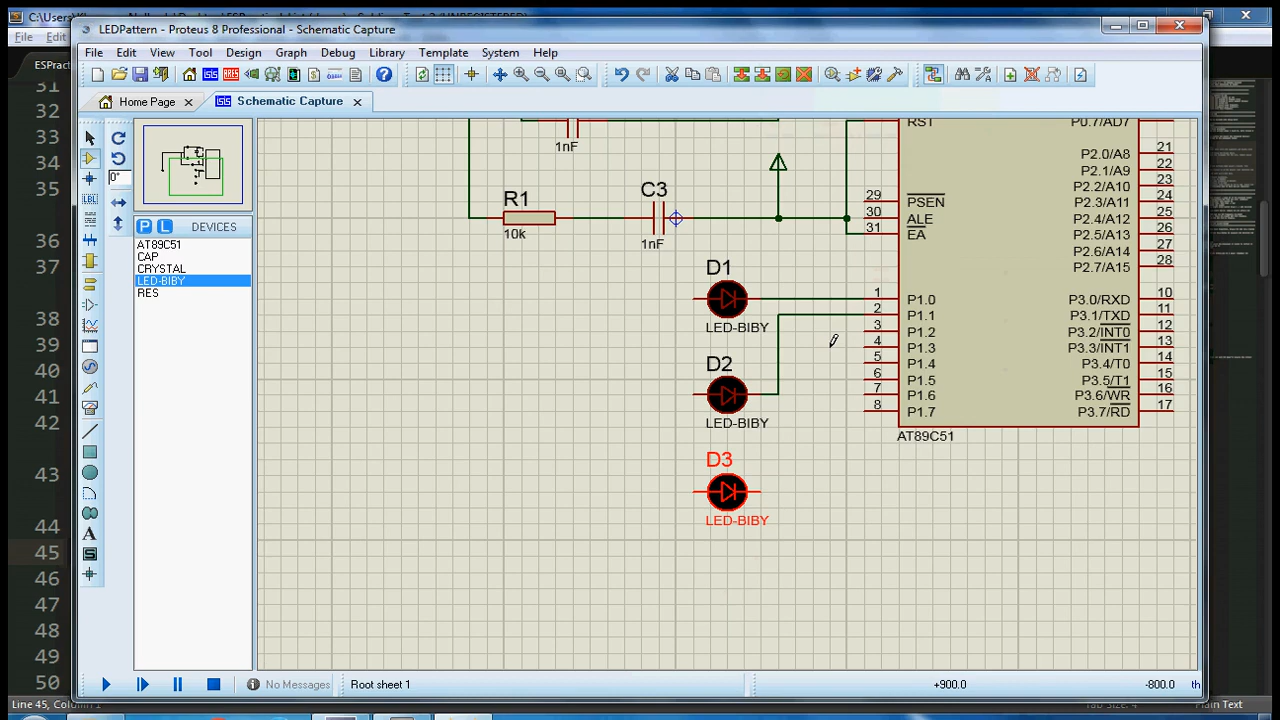 LEDPattern - Proteus 8 Professional - Schematic Capture
File Edit View Tool Design Graph Debug Library Template System Help
Home Page
Schematic Capture
File Edit
ESPract
31
32
33
34
35
36
37
38
39
40
41
42
43
44
45
46
47
48
49
50
0°
P L DEVICES
AT89C51
CAP
CRYSTAL
LED-BIBY
RES
1nF
R1
10k
C3
1nF
D1
LED-BIBY
D2
LED-BIBY
D3
LED-BIBY
RST
29 PSEN
30 ALE
31 EA
1 P1.0
2 P1.1
3 P1.2
4 P1.3
5 P1.4
6 P1.5
7 P1.6
8 P1.7
P0.7/AD7
P2.0/A8 21
P2.1/A9 22
P2.2/A10 23
P2.3/A11 24
P2.4/A12 25
P2.5/A13 26
P2.6/A14 27
P2.7/A15 28
P3.0/RXD 10
P3.1/TXD 11
P3.2/INT0 12
P3.3/INT1 13
P3.4/T0 14
P3.5/T1 15
P3.6/WR 16
P3.7/RD 17
AT89C51
No Messages
Root sheet 1
+900.0
-800.0
th
Line 45, Column 1
Tab Size: 4
Plain Text